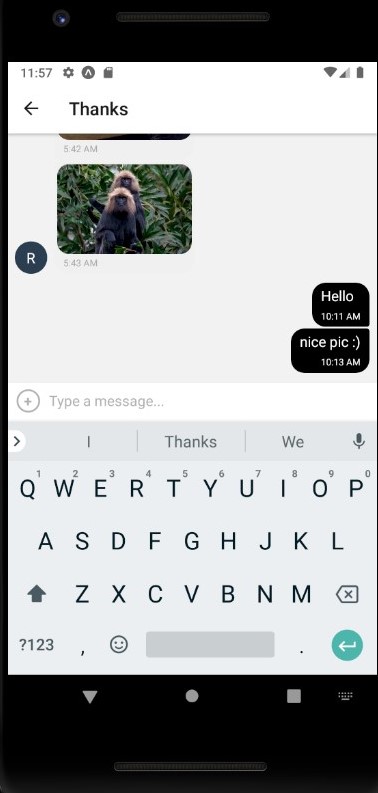 11:57
Thanks
5:42 AM
5:43 AM
R
Hello
10:11 AM
nice pic :)
10:13 AM
Type a message...
I Thanks We
1 2 3 4 5 6 7 8 9 0
Q W E R T Y U I O P
A S D F G H J K L
Z X C V B N M
?123 , .